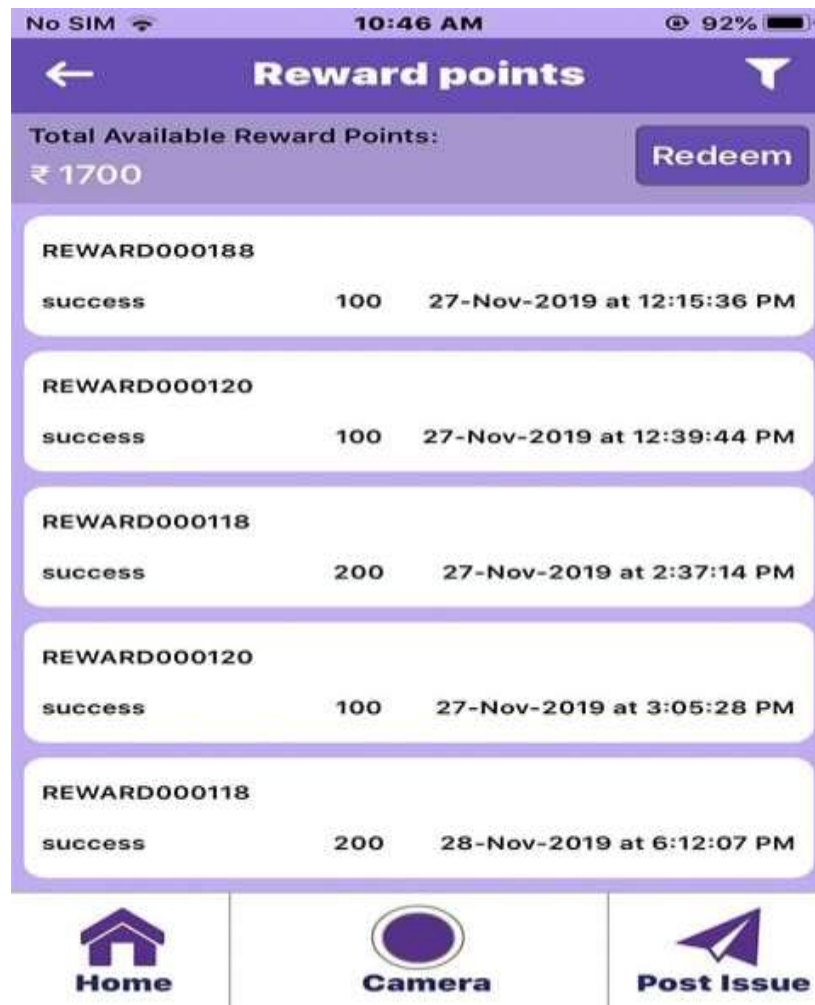 No SIM 10:46 AM 92%
Reward points
Total Available Reward Points:
₹ 1700
Redeem
REWARD000188
success 100 27-Nov-2019 at 12:15:36 PM
REWARD000120
success 100 27-Nov-2019 at 12:39:44 PM
REWARD000118
success 200 27-Nov-2019 at 2:37:14 PM
REWARD000120
success 100 27-Nov-2019 at 3:05:28 PM
REWARD000118
success 200 28-Nov-2019 at 6:12:07 PM
Home Camera Post Issue